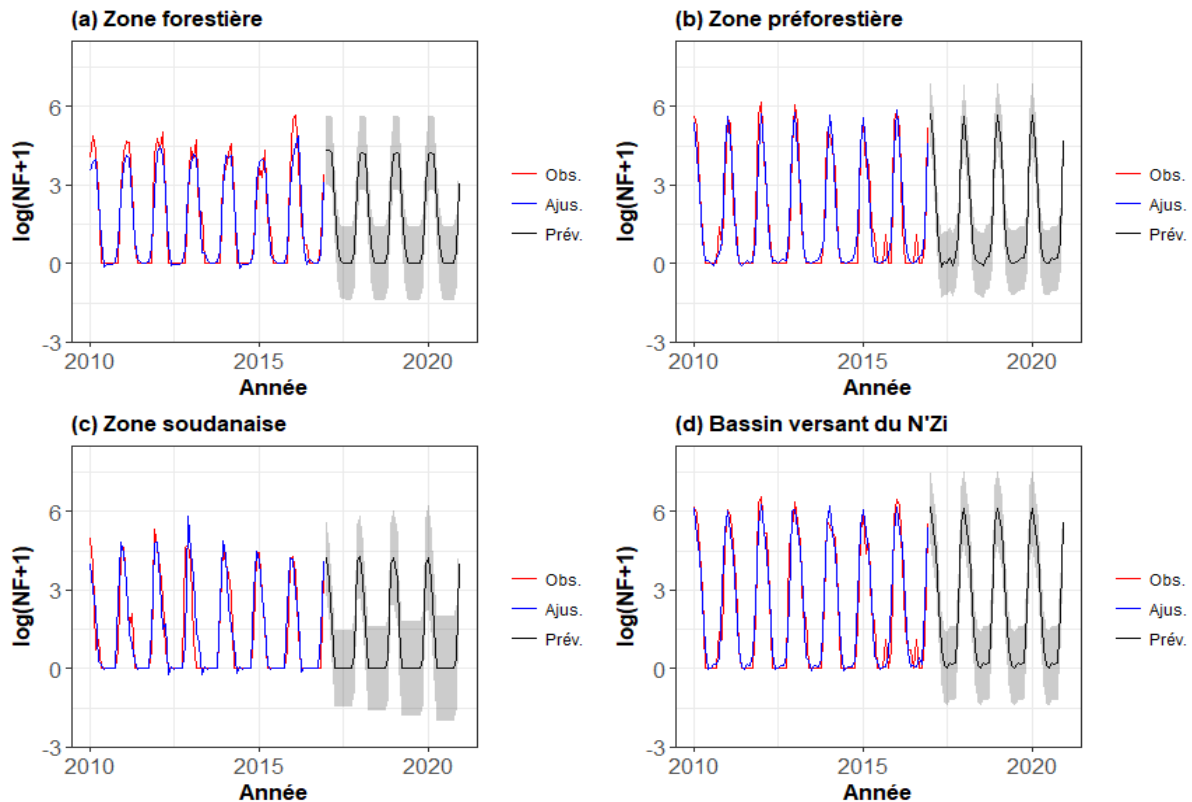 (a) Zone forestière
log(NF+1)
6
3
0
-3
2010
2015
2020
Année
Obs.
Ajus.
Prév.
(b) Zone préforestière
log(NF+1)
6
3
0
-3
2010
2015
2020
Année
Obs.
Ajus.
Prév.
(c) Zone soudanaise
log(NF+1)
6
3
0
-3
2010
2015
2020
Année
Obs.
Ajus.
Prév.
(d) Bassin versant du N'Zi
log(NF+1)
6
3
0
-3
2010
2015
2020
Année
Obs.
Ajus.
Prév.